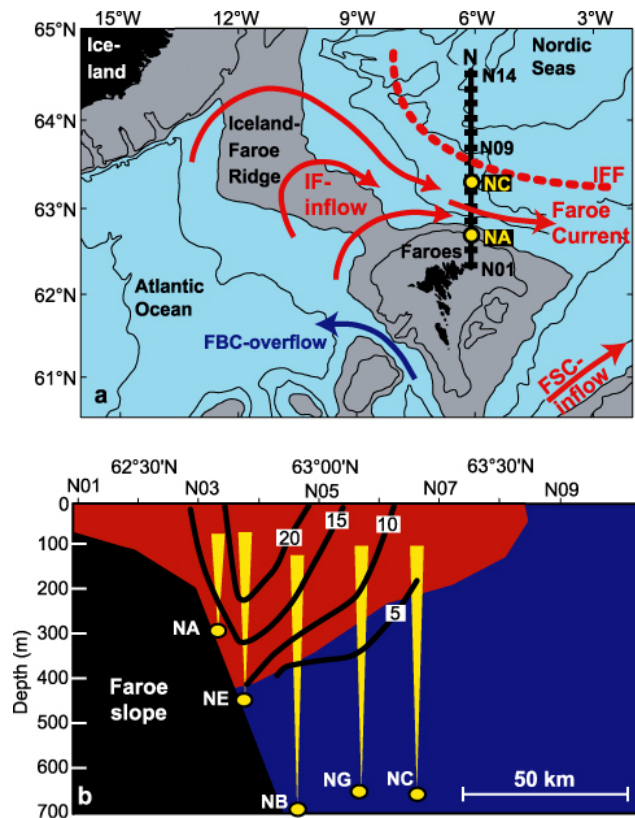 15°W 12°W 9°W 6°W 3°W
65°N
Ice-
land
Nordic
Seas
N
N14
64°N
Iceland-
Faroe
Ridge
N09
IFF
IF-
inflow
NC
63°N
Faroe
Current
NA
Faroes
N01
Atlantic
Ocean
62°N
FBC-overflow
61°N
FSC-
inflow
a
62°30'N 63°00'N 63°30'N
N01 N03 N05 N07 N09
0
100
200
300
400
500
600
700
Depth (m)
20
15
10
5
NA
NE
NB
NG
NC
Faroe
slope
50 km
b